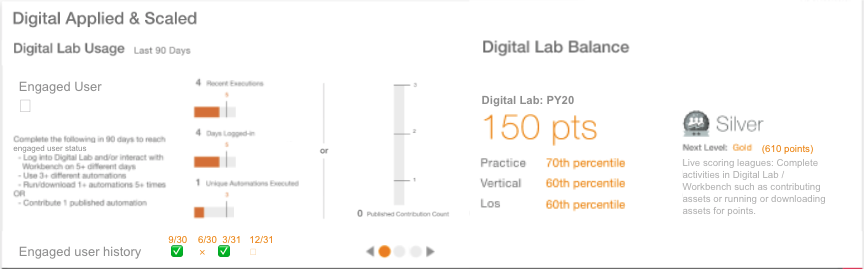 Digital Applied & Scaled
Digital Lab Usage Last 90 Days
Engaged User
Complete the following in 90 days to reach
engaged user status
- Log into Digital Lab and/or interact with
Workbench on 5+ different days
- Use 3+ different automations
- Run/download 1+ automations 5+ times
OR
- Contribute 1 published automation
4 Recent Executions
5
4 Days Logged-in
5
1 Unique Automations Executed
3
or
3
2
1
0 Published Contribution Count
Engaged user history
9/30 6/30 3/31 12/31
✅ × ✅ □
Digital Lab Balance
Digital Lab: PY20
150 pts
Practice 70th percentile
Vertical 60th percentile
Los 60th percentile
Silver
Next Level: Gold (610 points)
Live scoring leagues: Complete
activities in Digital Lab /
Workbench such as contributing
assets or running or downloading
assets for points.